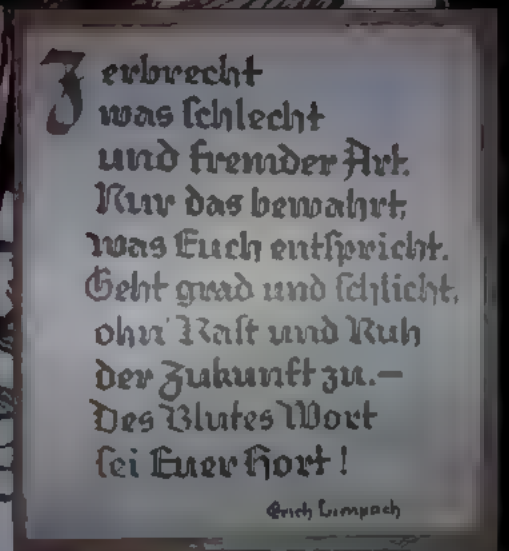 Zerbrecht
was schlecht
und fremder Art.
Nur das bewahrt,
was Euch entspricht.
Geht grad und schlicht,
ohn' Rast und Ruh
der Zukunft zu.—
Des Blutes Wort
sei Euer Hort!
Erich Limpach